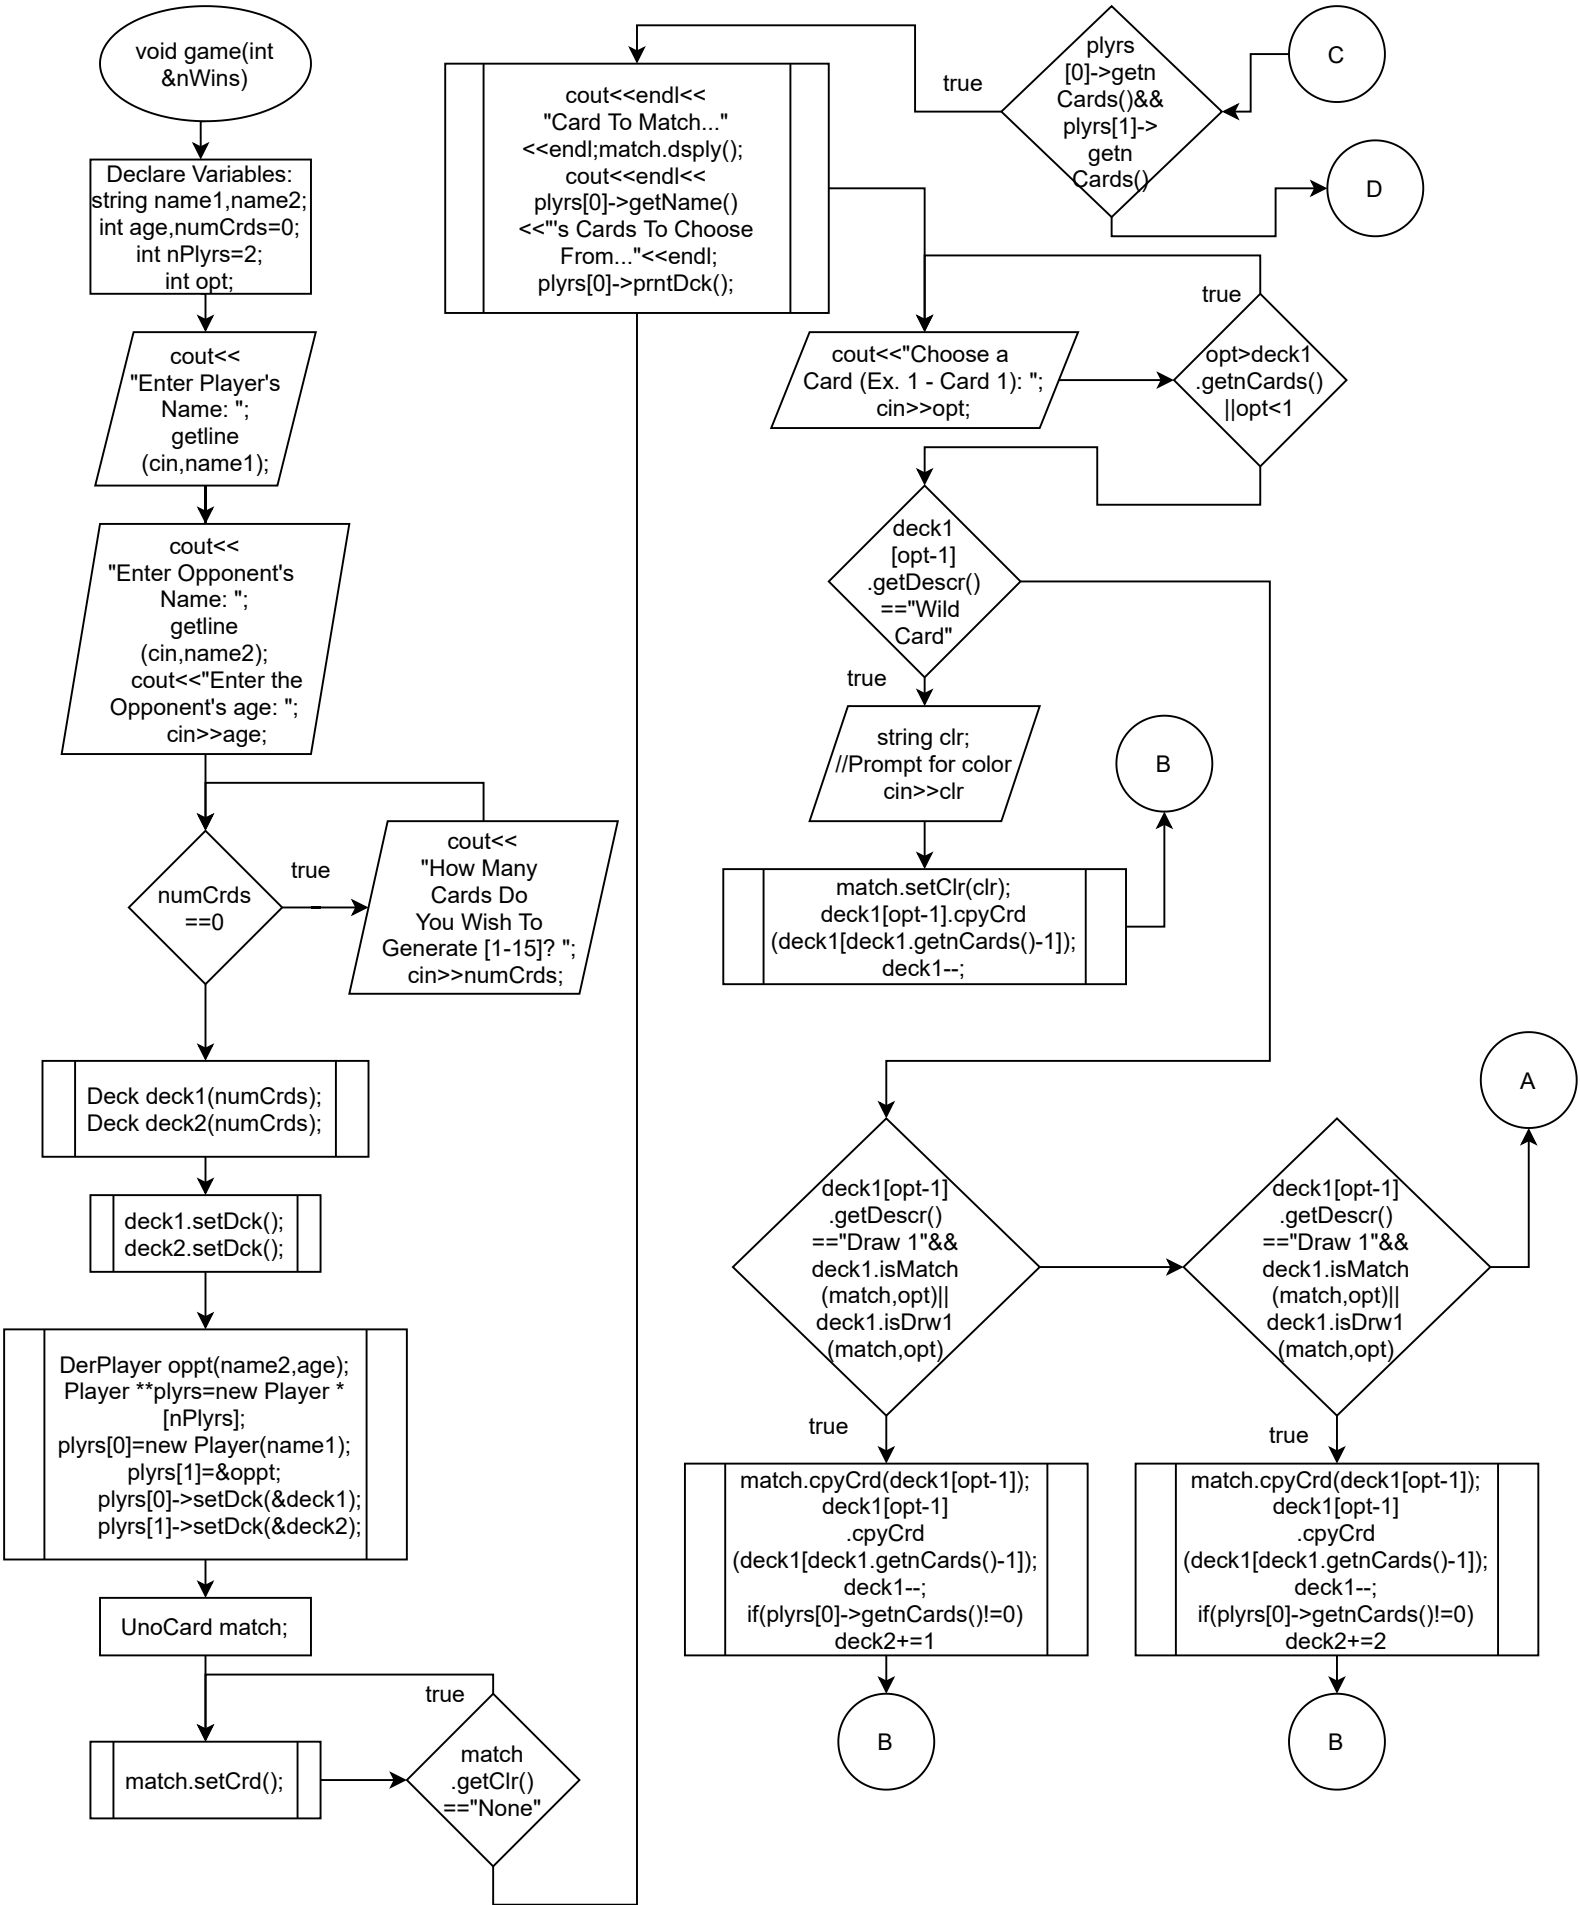 void game(int
&nWins)
Declare Variables:
string name1,name2;
int age,numCrds=0;
int nPlyrs=2;
int opt;
cout<<
"Enter Player's
Name: ";
getline
(cin,name1);
cout<<
"Enter Opponent's
Name: ";
getline
(cin,name2);
cout<<"Enter the
Opponent's age: ";
cin>>age;
numCrds
==0
true
cout<<
"How Many
Cards Do
You Wish To
Generate [1-15]? ";
cin>>numCrds;
Deck deck1(numCrds);
Deck deck2(numCrds);
deck1.setDck();
deck2.setDck();
DerPlayer oppt(name2,age);
Player **plyrs=new Player *
[nPlyrs];
plyrs[0]=new Player(name1);
plyrs[1]=&oppt;
plyrs[0]->setDck(&deck1);
plyrs[1]->setDck(&deck2);
UnoCard match;
match.setCrd();
true
match
.getClr()
=="None"
cout<<endl<<
"Card To Match..."
<<endl;match.dsply();
cout<<endl<<
plyrs[0]->getName()
<<"'s Cards To Choose
From..."<<endl;
plyrs[0]->prntDck();
true
plyrs
[0]->getn
Cards()&&
plyrs[1]->
getn
Cards()
C
D
cout<<"Choose a
Card (Ex. 1 - Card 1): ";
cin>>opt;
true
opt>deck1
.getnCards()
||opt<1
deck1
[opt-1]
.getDescr()
=="Wild
Card"
true
string clr;
//Prompt for color
cin>>clr
match.setClr(clr);
deck1[opt-1].cpyCrd
(deck1[deck1.getnCards()-1]);
deck1--;
B
deck1[opt-1]
.getDescr()
=="Draw 1"&&
deck1.isMatch
(match,opt)||
deck1.isDrw1
(match,opt)
true
match.cpyCrd(deck1[opt-1]);
deck1[opt-1]
.cpyCrd
(deck1[deck1.getnCards()-1]);
deck1--;
if(plyrs[0]->getnCards()!=0)
deck2+=1
B
deck1[opt-1]
.getDescr()
=="Draw 1"&&
deck1.isMatch
(match,opt)||
deck1.isDrw1
(match,opt)
A
true
match.cpyCrd(deck1[opt-1]);
deck1[opt-1]
.cpyCrd
(deck1[deck1.getnCards()-1]);
deck1--;
if(plyrs[0]->getnCards()!=0)
deck2+=2
B